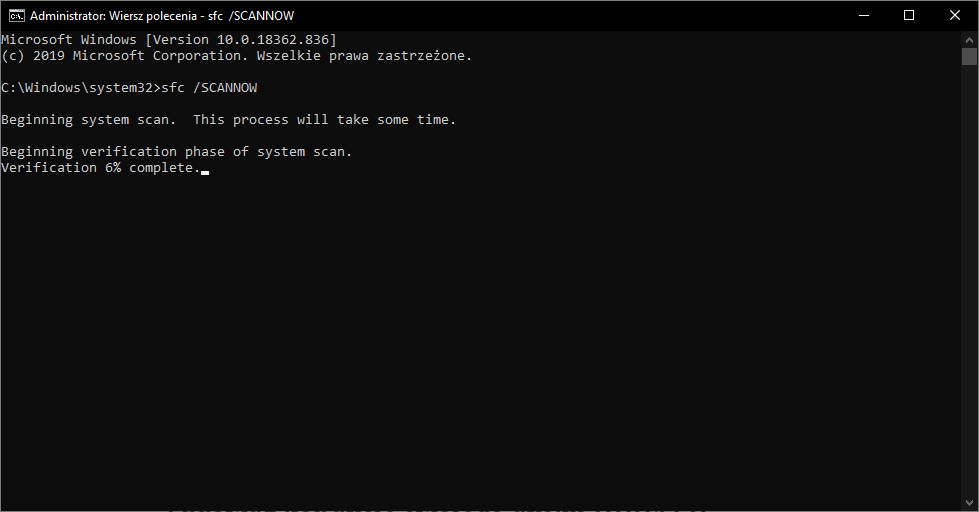 Administrator: Wiersz polecenia - sfc  /SCANNOW
Microsoft Windows [Version 10.0.18362.836]
(c) 2019 Microsoft Corporation. Wszelkie prawa zastrzeżone.
C:\Windows\system32>sfc /SCANNOW
Beginning system scan.  This process will take some time.
Beginning verification phase of system scan.
Verification 6% complete.